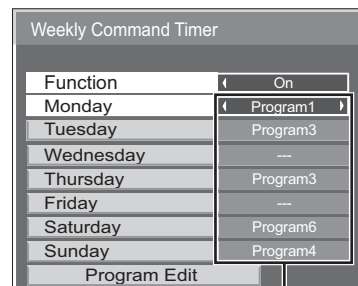 Weekly Command Timer
Function On
Monday Program1
Tuesday Program3
Wednesday ---
Thursday Program3
Friday ---
Saturday Program6
Sunday Program4
Program Edit